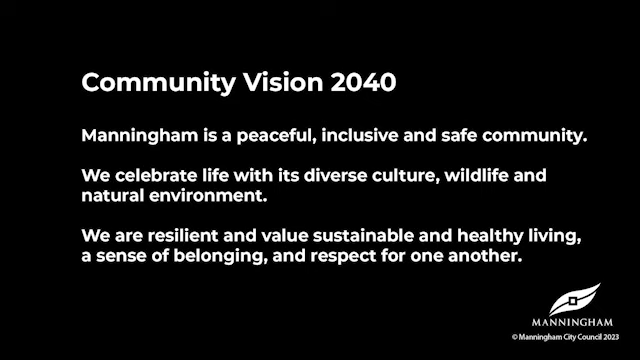 Community Vision 2040
Manningham is a peaceful, inclusive and safe community.
We celebrate life with its diverse culture, wildlife and
natural environment.
We are resilient and value sustainable and healthy living,
a sense of belonging, and respect for one another.
MANNINGHAM
© Manningham City Council 2023